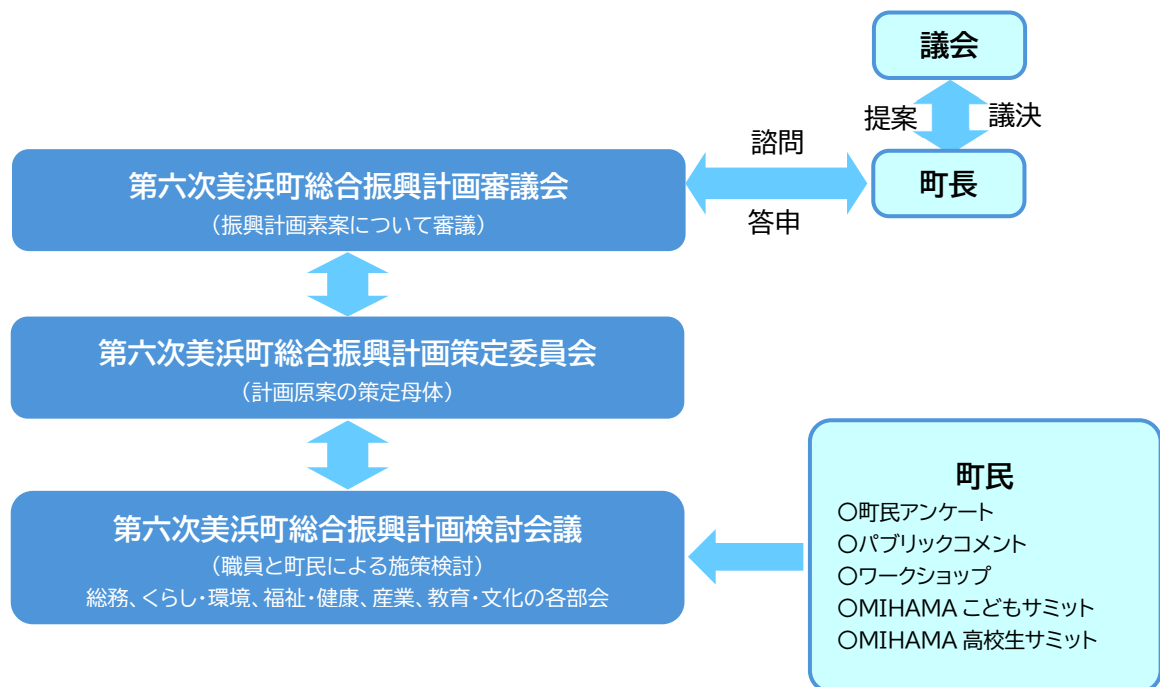 議会
提案
議決
諮問
町長
答申
第六次美浜町総合振興計画審議会
（振興計画素案について審議）
第六次美浜町総合振興計画策定委員会
（計画原案の策定母体）
第六次美浜町総合振興計画検討会議
（職員と町民による施策検討）
総務、くらし・環境、福祉・健康、産業、教育・文化の各部会
町民
〇町民アンケート
〇パブリックコメント
〇ワークショップ
〇MIHAMA こどもサミット
〇MIHAMA 高校生サミット